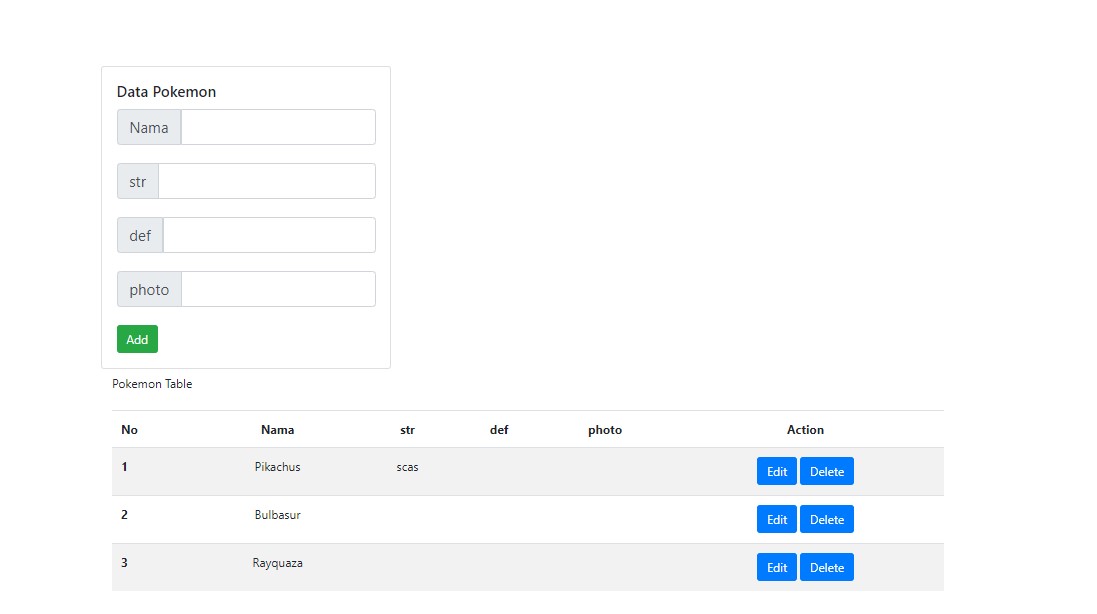 Data Pokemon
Nama
str
def
photo
Add
Pokemon Table
No Nama str def photo Action
1 Pikachus scas Edit Delete
2 Bulbasur Edit Delete
3 Rayquaza Edit Delete